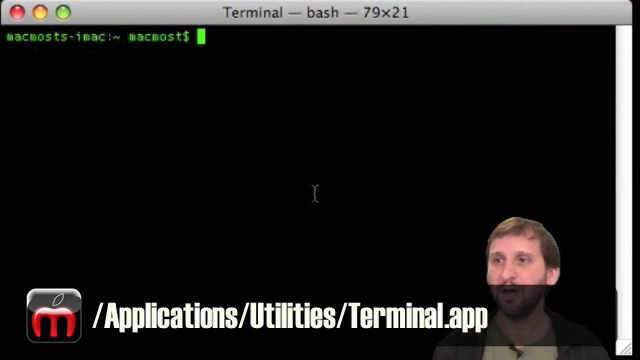 Terminal — bash — 79×21
macmosts-imac:~ macmost$
/Applications/Utilities/Terminal.app